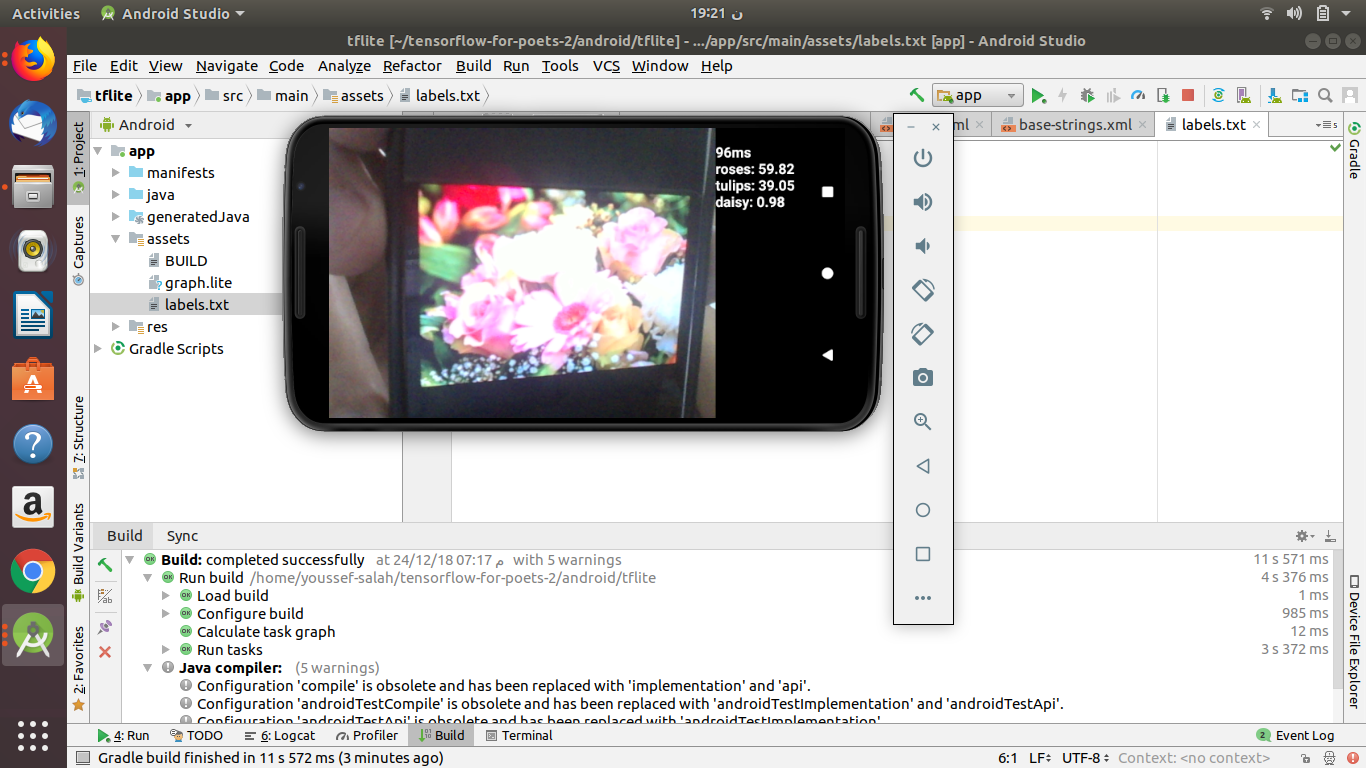 Activities
Android Studio
19:21 ن
tflite [~/tensorflow-for-poets-2/android/tflite] - .../app/src/main/assets/labels.txt [app] - Android Studio
File Edit View Navigate Code Analyze Refactor Build Run Tools VCS Window Help
tflite app src main assets labels.txt
app
Android
base-strings.xml
labels.txt
5
1: Project
Captures
7: Structure
Build Variants
2: Favorites
Gradle
Device File Explorer
app
manifests
java
generatedJava
assets
BUILD
graph.lite
labels.txt
res
Gradle Scripts
96ms
roses: 59.82
tulips: 39.05
daisy: 0.98
Build Sync
Build: completed successfully at 24/12/18 07:17 م with 5 warnings 11 s 571 ms
Run build /home/youssef-salah/tensorflow-for-poets-2/android/tflite 4 s 376 ms
Load build 1 ms
Configure build 985 ms
Calculate task graph 12 ms
Run tasks 3 s 372 ms
Java compiler: (5 warnings)
Configuration 'compile' is obsolete and has been replaced with 'implementation' and 'api'.
Configuration 'androidTestCompile' is obsolete and has been replaced with 'androidTestImplementation' and 'androidTestApi'.
Configuration 'androidTestApi' is obsolete and has been replaced with 'androidTestImplementation'.
4: Run TODO 6: Logcat Profiler Build Terminal 2 Event Log
Gradle build finished in 11 s 572 ms (3 minutes ago) 6:1 LF UTF-8 Context: <no context>